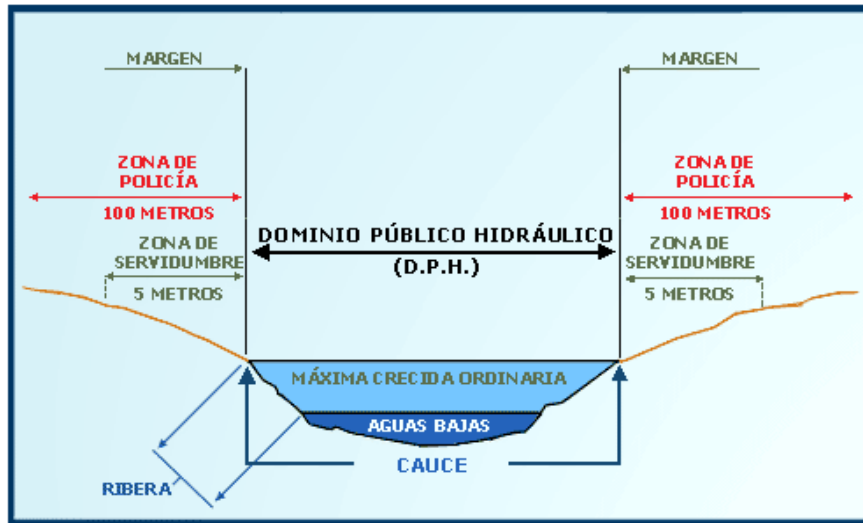 MARGEN
MARGEN
ZONA DE
POLICÍA
100 METROS
ZONA DE
POLICÍA
100 METROS
DOMINIO PÚBLICO HIDRÁULICO
(D.P.H.)
ZONA DE
SERVIDUMBRE
5 METROS
ZONA DE
SERVIDUMBRE
5 METROS
MÁXIMA CRECIDA ORDINARIA
AGUAS BAJAS
CAUCE
RIBERA